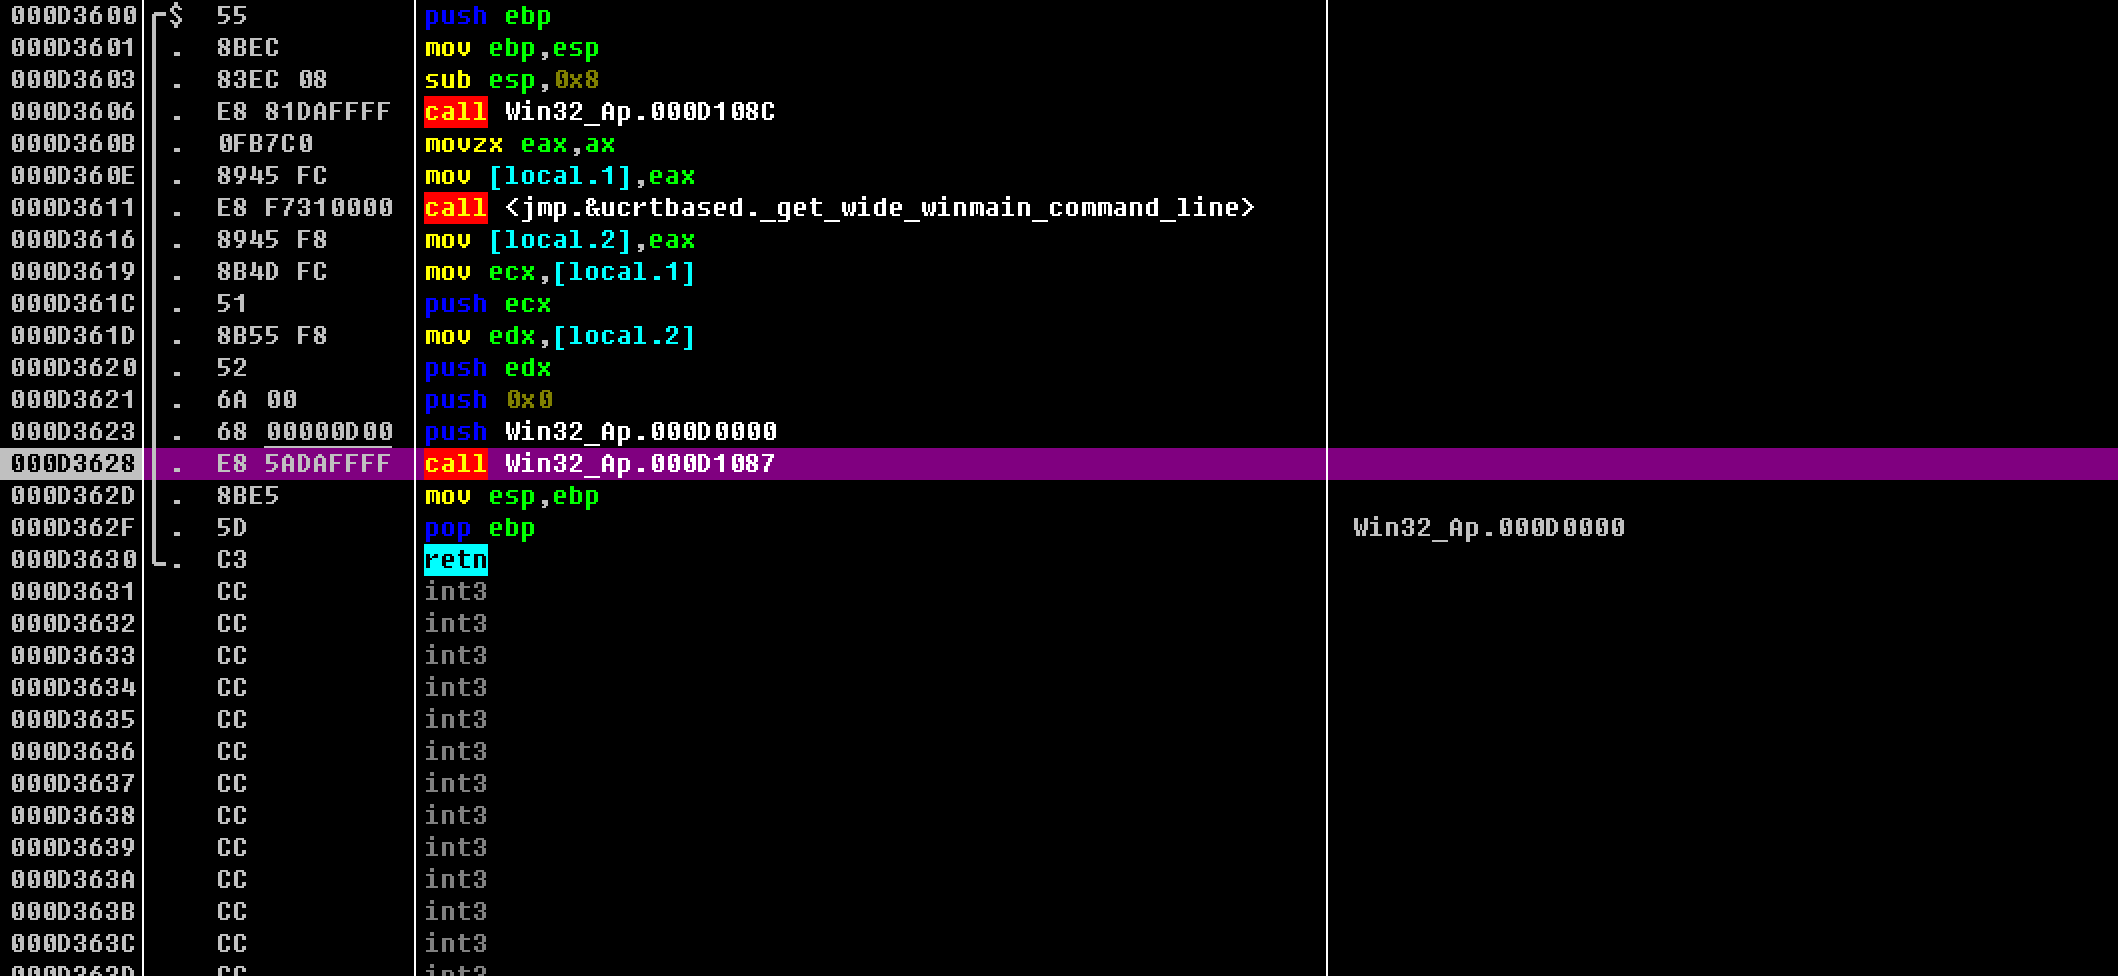 000D3600 $ 55 push ebp
000D3601 . 8BEC mov ebp,esp
000D3603 . 83EC 08 sub esp,0x8
000D3606 . E8 81DAFFFF call Win32_Ap.000D108C
000D360B . 0FB7C0 movzx eax,ax
000D360E . 8945 FC mov [local.1],eax
000D3611 . E8 F7310000 call <jmp.&ucrtbased._get_wide_winmain_command_line>
000D3616 . 8945 F8 mov [local.2],eax
000D3619 . 8B4D FC mov ecx,[local.1]
000D361C . 51 push ecx
000D361D . 8B55 F8 mov edx,[local.2]
000D3620 . 52 push edx
000D3621 . 6A 00 push 0x0
000D3623 . 68 00000D00 push Win32_Ap.000D0000
000D3628 . E8 5ADAFFFF call Win32_Ap.000D1087
000D362D . 8BE5 mov esp,ebp
000D362F . 5D pop ebp Win32_Ap.000D0000
000D3630 . C3 retn
000D3631 CC int3
000D3632 CC int3
000D3633 CC int3
000D3634 CC int3
000D3635 CC int3
000D3636 CC int3
000D3637 CC int3
000D3638 CC int3
000D3639 CC int3
000D363A CC int3
000D363B CC int3
000D363C CC int3
000D363D CC int3